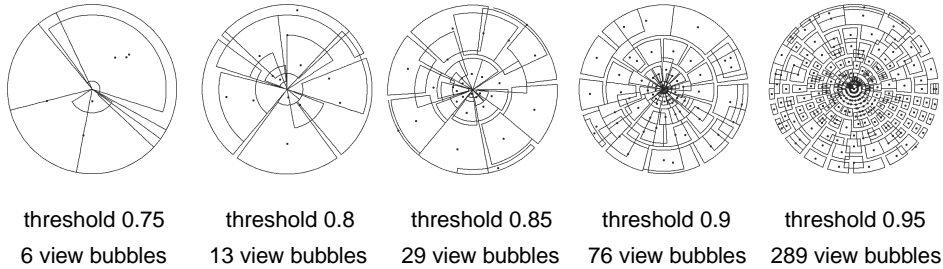 threshold 0.75 threshold 0.8 threshold 0.85 threshold 0.9 threshold 0.95
6 view bubbles 13 view bubbles 29 view bubbles 76 view bubbles 289 view bubbles